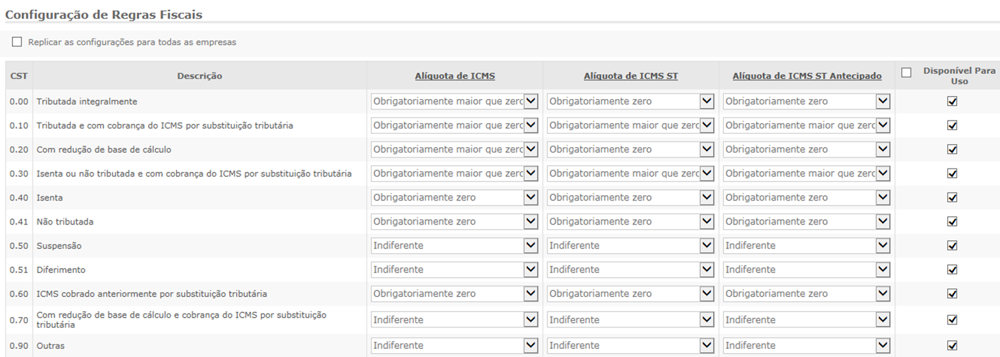 Configuração de Regras Fiscais
Replicar as configurações para todas as empresas
CST Descrição Alíquota de ICMS Alíquota de ICMS ST Alíquota de ICMS ST Antecipado Disponível Para
Uso
0.00 Tributada integralmente Obrigatoriamente maior que zerc Obrigatoriamente zero Obrigatoriamente zero
0.10 Tributada e com cobrança do ICMS por substituição tributária Obrigatoriamente maior que zerc Obrigatoriamente maior que zerc Obrigatoriamente maior que zerc
0.20 Com redução de base de cálculo Obrigatoriamente maior que zerc Obrigatoriamente zero Obrigatoriamente zero
0.30 Isenta ou não tributada e com cobrança do ICMS por substituição tributária Obrigatoriamente maior que zerc Obrigatoriamente maior que zerc Obrigatoriamente maior que zerc
0.40 Isenta Obrigatoriamente zero Obrigatoriamente zero Obrigatoriamente zero
0.41 Não tributada Obrigatoriamente zero Obrigatoriamente zero Obrigatoriamente zero
0.50 Suspensão Indiferente Indiferente Indiferente
0.51 Diferimento Indiferente Indiferente Indiferente
0.60 ICMS cobrado anteriormente por substituição tributária Obrigatoriamente zero Obrigatoriamente zero Obrigatoriamente zero
0.70 Com redução de base de cálculo e cobrança do ICMS por substituição
tributária Indiferente Indiferente Indiferente
0.90 Outras Indiferente Indiferente Indiferente